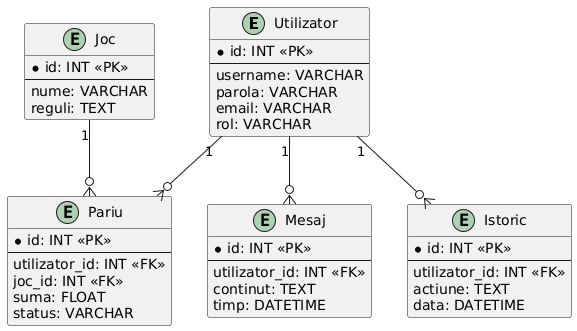 E Joc
* id: INT «PK»
nume: VARCHAR
reguli: TEXT
E Utilizator
* id: INT «PK»
username: VARCHAR
parola: VARCHAR
email: VARCHAR
rol: VARCHAR
1
1
1
1
E Pariu
* id: INT «PK»
utilizator_id: INT «FK»
joc_id: INT «FK»
suma: FLOAT
status: VARCHAR
E Mesaj
* id: INT «PK»
utilizator_id: INT «FK»
continut: TEXT
timp: DATETIME
E Istoric
* id: INT «PK»
utilizator_id: INT «FK»
actiune: TEXT
data: DATETIME